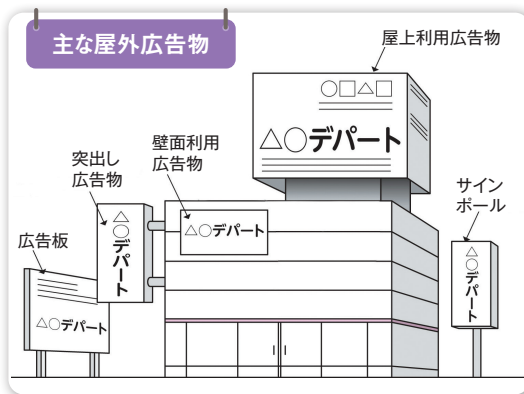 主な屋外広告物
屋上利用広告物
○□△□
△○デパート
壁面利用
広告物
突出し
広告物
サイン
ポール
広告板
△○デパート
△○デパート
△○デパート
△○デパート